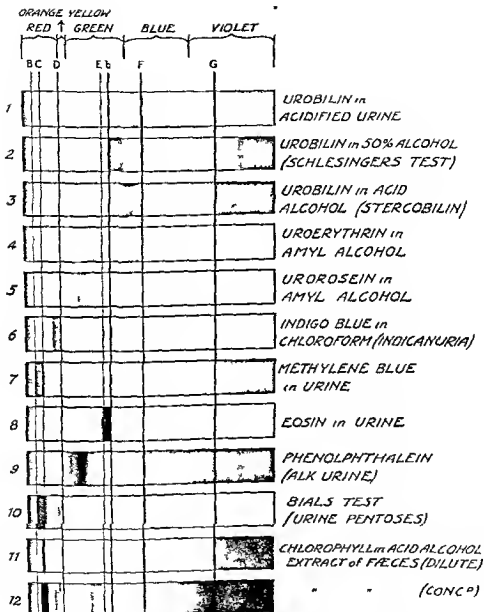 ORANGE YELLOW
RED ↑ GREEN BLUE VIOLET
B C D E b F G
1 UROBILIN in
ACIDIFIED URINE
2 UROBILIN in 50% ALCOHOL
(SCHLESINGERS TEST)
3 UROBILIN in ACID
ALCOHOL (STERCOBILIN)
4 UROERYTHRIN in
AMYL ALCOHOL
5 UROROSEIN in
AMYL ALCOHOL
6 INDIGO BLUE in
CHLOROFORM (INDICANURIA)
7 METHYLENE BLUE
in URINE
8 EOSIN in URINE
9 PHENOLPHTHALEIN
(ALK URINE)
10 BIALS TEST
(URINE PENTOSES)
11 CHLOROPHYLL in ACID ALCOHOL
EXTRACT of FÆCES (DILUTE)
12 " " (CONCD)